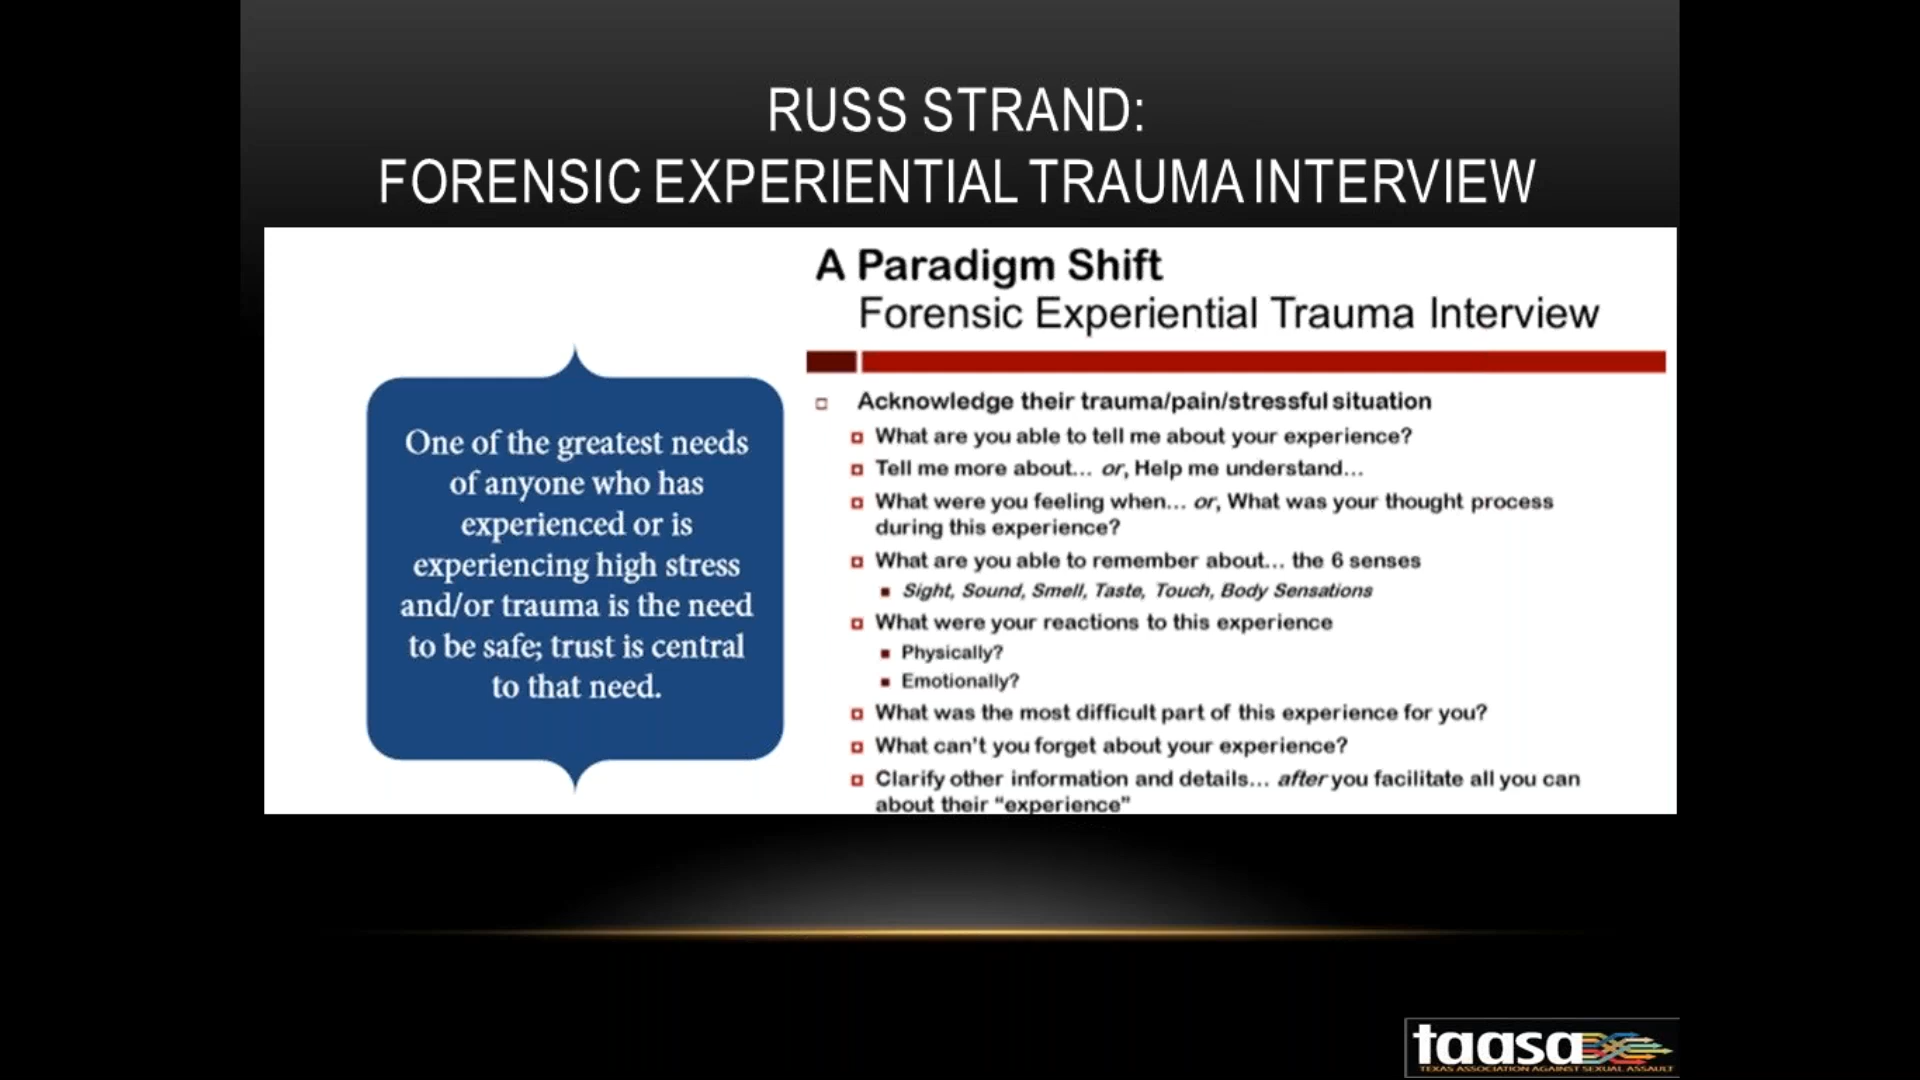 RUSS STRAND:
FORENSIC EXPERIENTIAL TRAUMA INTERVIEW
A Paradigm Shift
Forensic Experiential Trauma Interview
One of the greatest needs
of anyone who has
experienced or is
experiencing high stress
and/or trauma is the need
to be safe; trust is central
to that need.
Acknowledge their trauma/pain/stressful situation
What are you able to tell me about your experience?
Tell me more about... or, Help me understand...
What were you feeling when... or, What was your thought process
during this experience?
What are you able to remember about... the 6 senses
Sight, Sound, Smell, Taste, Touch, Body Sensations
What were your reactions to this experience
Physically?
Emotionally?
What was the most difficult part of this experience for you?
What can't you forget about your experience?
Clarify other information and details... after you facilitate all you can
about their "experience"
taasa
TEXAS ASSOCIATION AGAINST SEXUAL ASSAULT